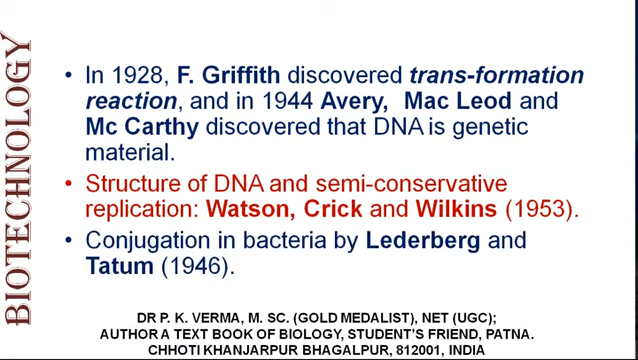 BIOTECHNOLOGY
• In 1928, F. Griffith discovered trans-formation
reaction, and in 1944 Avery, Mac Leod and
Mc Carthy discovered that DNA is genetic
material.
• Structure of DNA and semi-conservative
replication: Watson, Crick and Wilkins (1953).
• Conjugation in bacteria by Lederberg and
Tatum (1946).
DR P. K. VERMA, M. SC. (GOLD MEDALIST), NET (UGC);
AUTHOR A TEXT BOOK OF BIOLOGY, STUDENT'S FRIEND, PATNA.
CHHOTI KHANJARPUR BHAGALPUR, 812001, INDIA